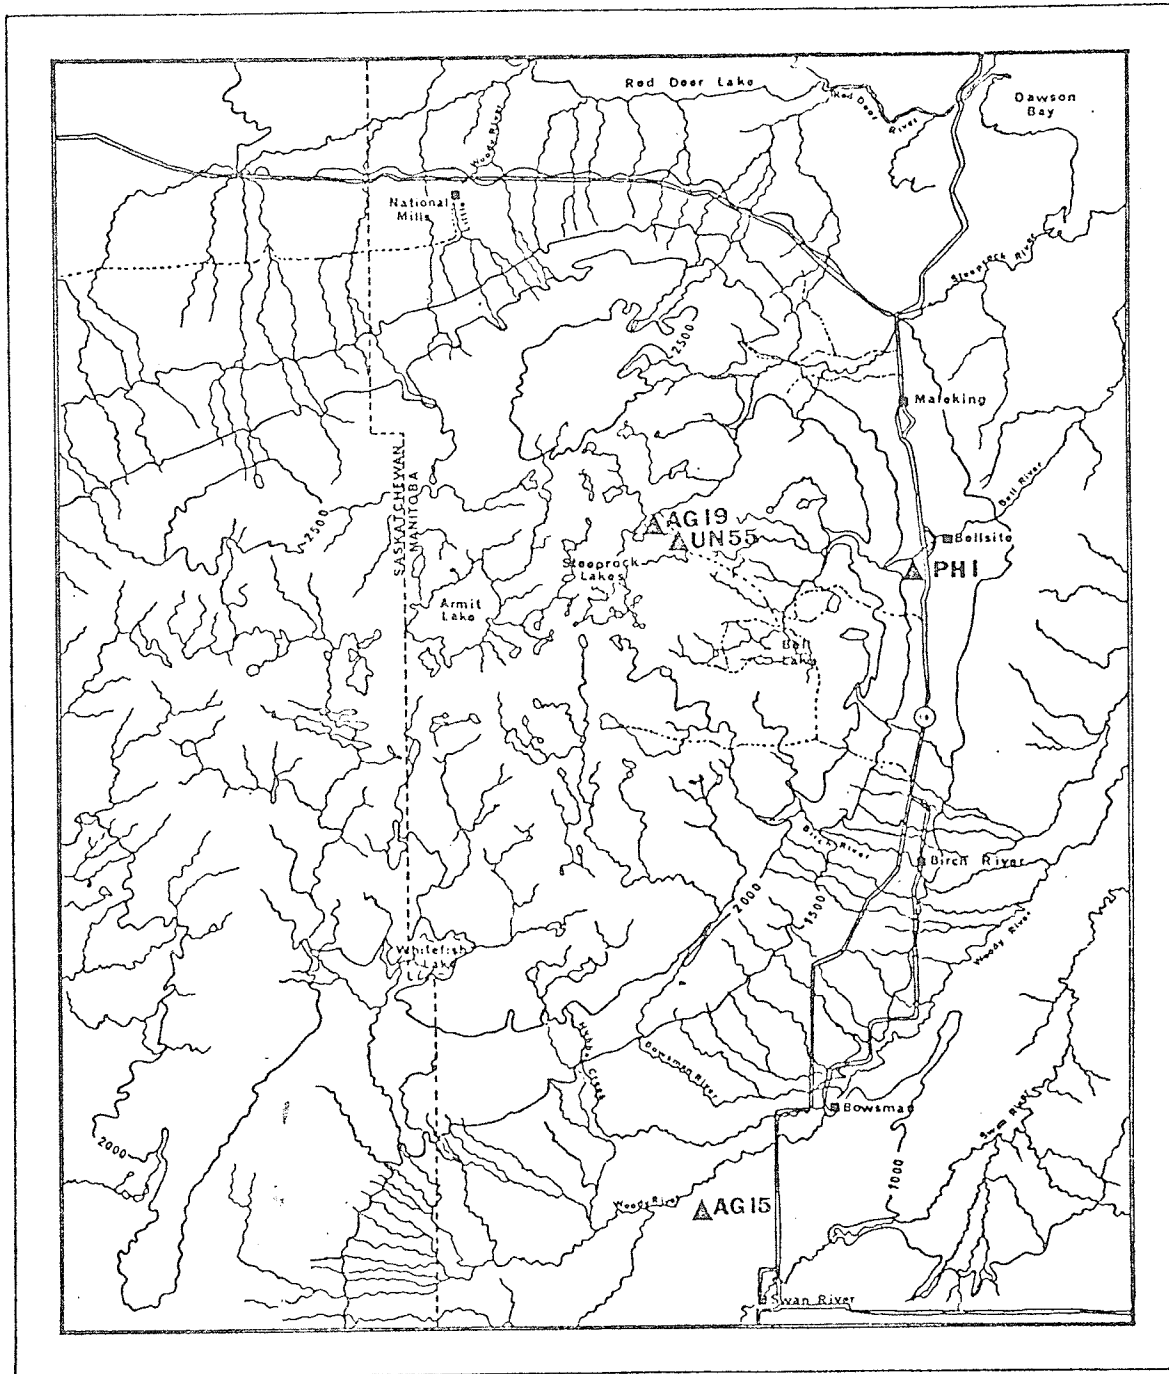 Red Deer Lake
Red Deer
River
Dawson
Bay
Woody River
National
Mills
Steeprock River
2500
Mafeking
SASKATCHEWAN
MANITOBA
2500
Bell River
AG19
UN55
Bellsite
Steeprock
Lakes
PH1
Armit
Lake
Bell
Lake
Birch River
Birch River
2000
1500
Woody River
Whitefish
Lake
Bowsman River
Creek
Bowsman
Swan River
2000
1000
Woody River
AG15
Swan River